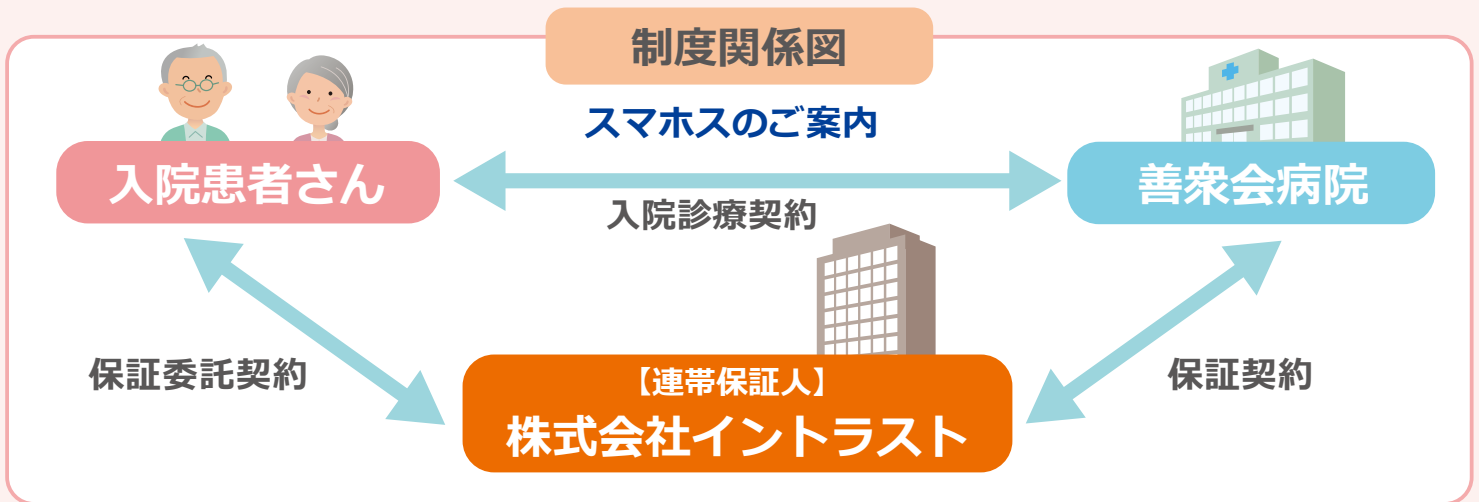 制度関係図
スマホスのご案内
入院患者さん
善衆会病院
入院診療契約
保証委託契約
保証契約
【連帯保証人】
株式会社イントラスト